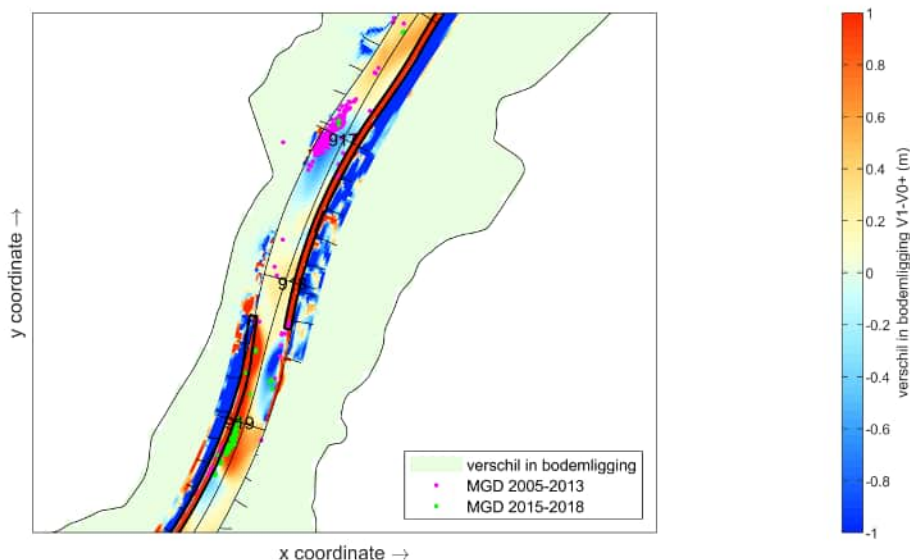 917
918
919
y coordinate →
x coordinate →
verschil in bodemligging
MGD 2005-2013
MGD 2015-2018
1
0.8
0.6
0.4
0.2
0
-0.2
-0.4
-0.6
-0.8
-1
verschil in bodemligging V1-V0+ (m)